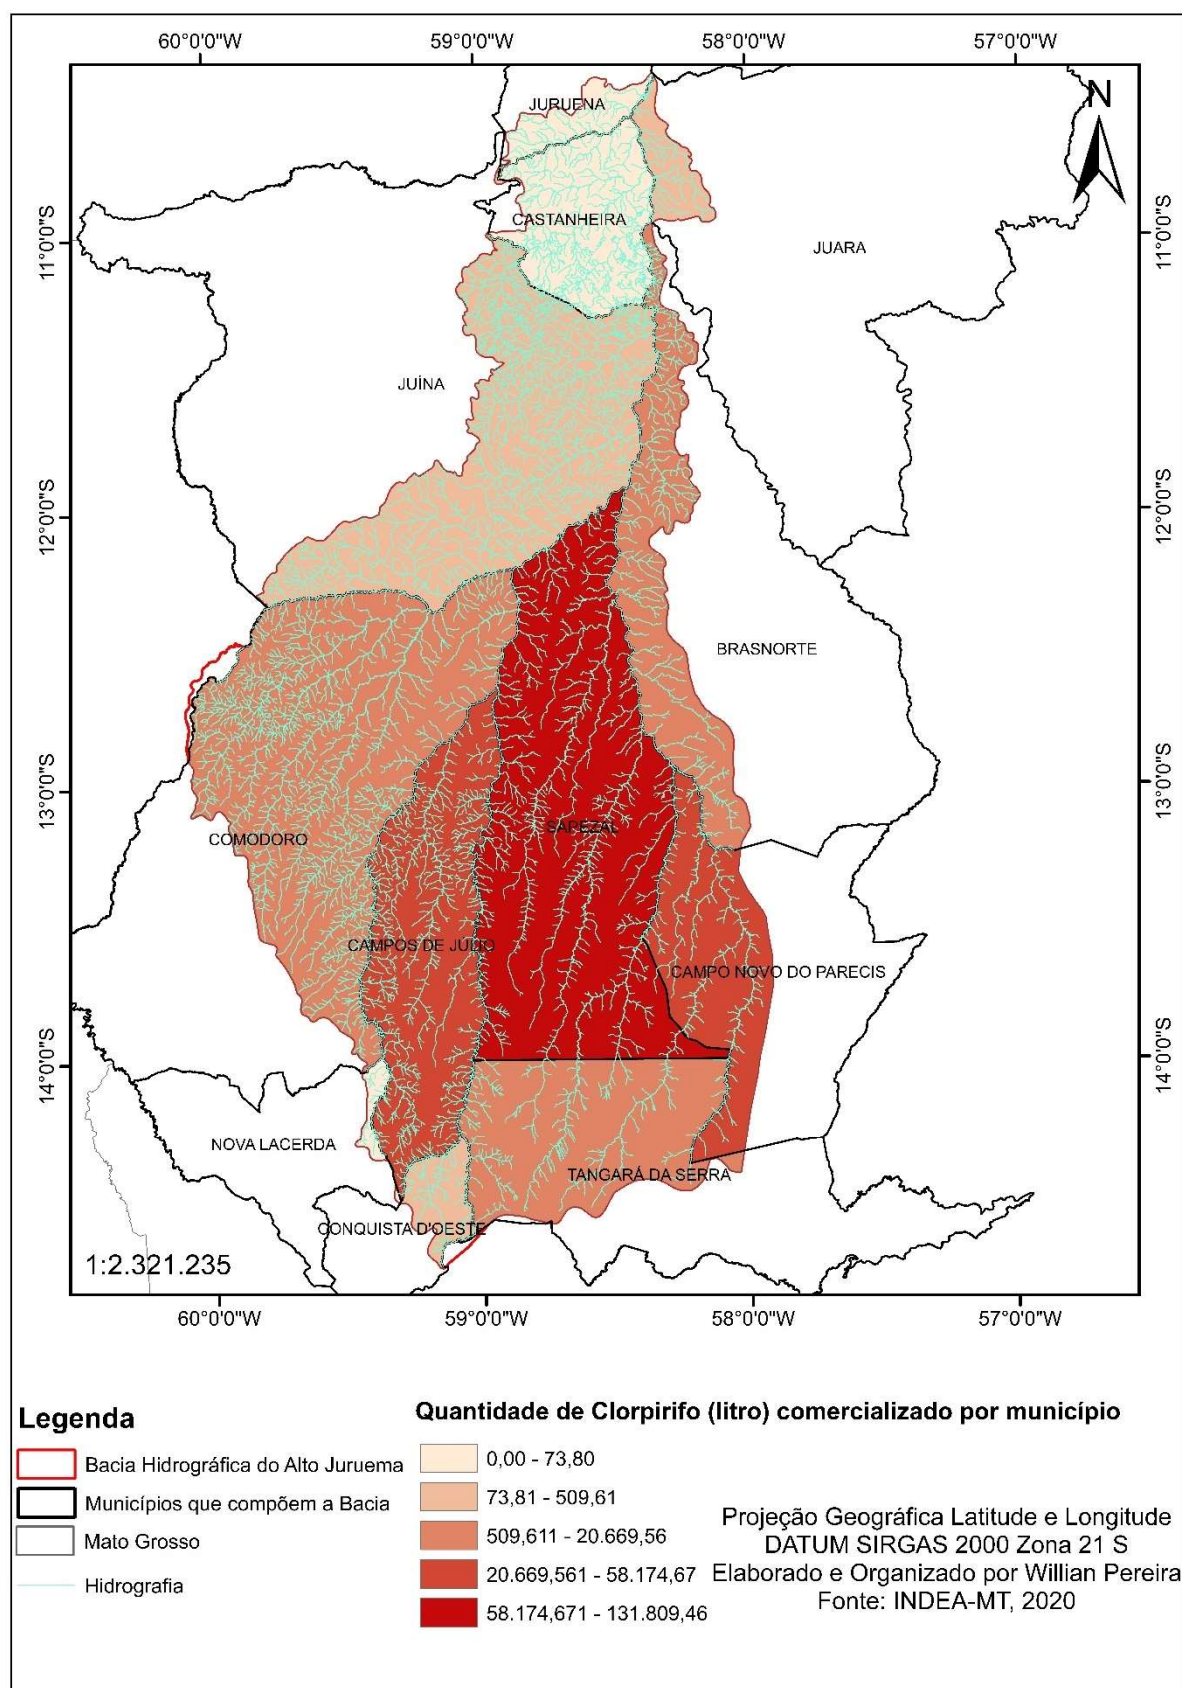 60°0'0"W 59°0'0"W 58°0'0"W 57°0'0"W
N
JURUENA
CASTANHEIRA
JUARA
11°0'0"S 11°0'0"S
JUÍNA
12°0'0"S 12°0'0"S
BRASNORTE
13°0'0"S 13°0'0"S
SAPEZAL
COMODORO
CAMPOS DE JULIO
CAMPO NOVO DO PARECIS
14°0'0"S 14°0'0"S
NOVA LACERDA
TANGARÁ DA SERRA
CONQUISTA D'OESTE
1:2.321.235
60°0'0"W 59°0'0"W 58°0'0"W 57°0'0"W
Legenda
Bacia Hidrográfica do Alto Juruema
Municípios que compõem a Bacia
Mato Grosso
Hidrografia
Quantidade de Clorpirifo (litro) comercializado por município
0,00 - 73,80
73,81 - 509,61
509,611 - 20.669,56
20.669,561 - 58.174,67
58.174,671 - 131.809,46
Projeção Geográfica Latitude e Longitude
DATUM SIRGAS 2000 Zona 21 S
Elaborado e Organizado por Willian Pereira
Fonte: INDEA-MT, 2020